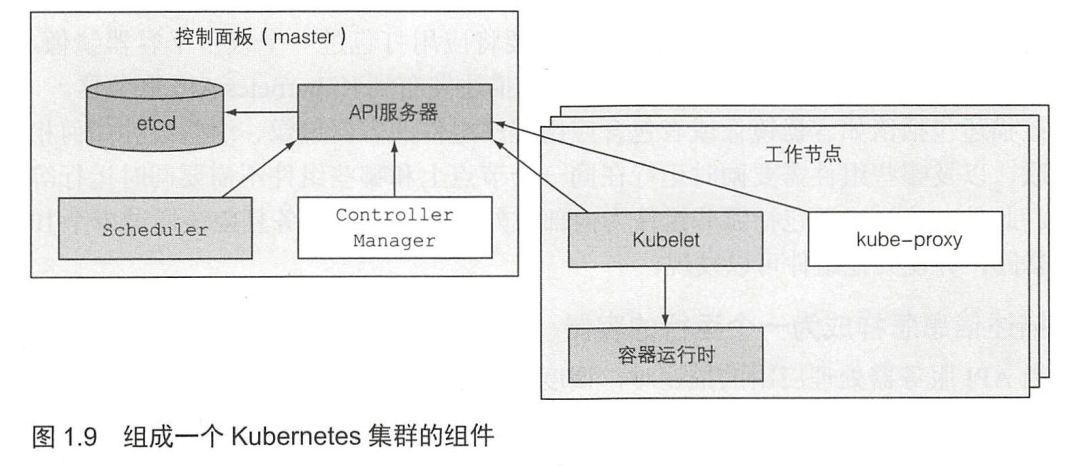 控制面板（master）
etcd
API服务器
Scheduler
Controller
Manager
工作节点
Kubelet
kube-proxy
容器运行时
图 1.9 组成一个 Kubernetes 集群的组件